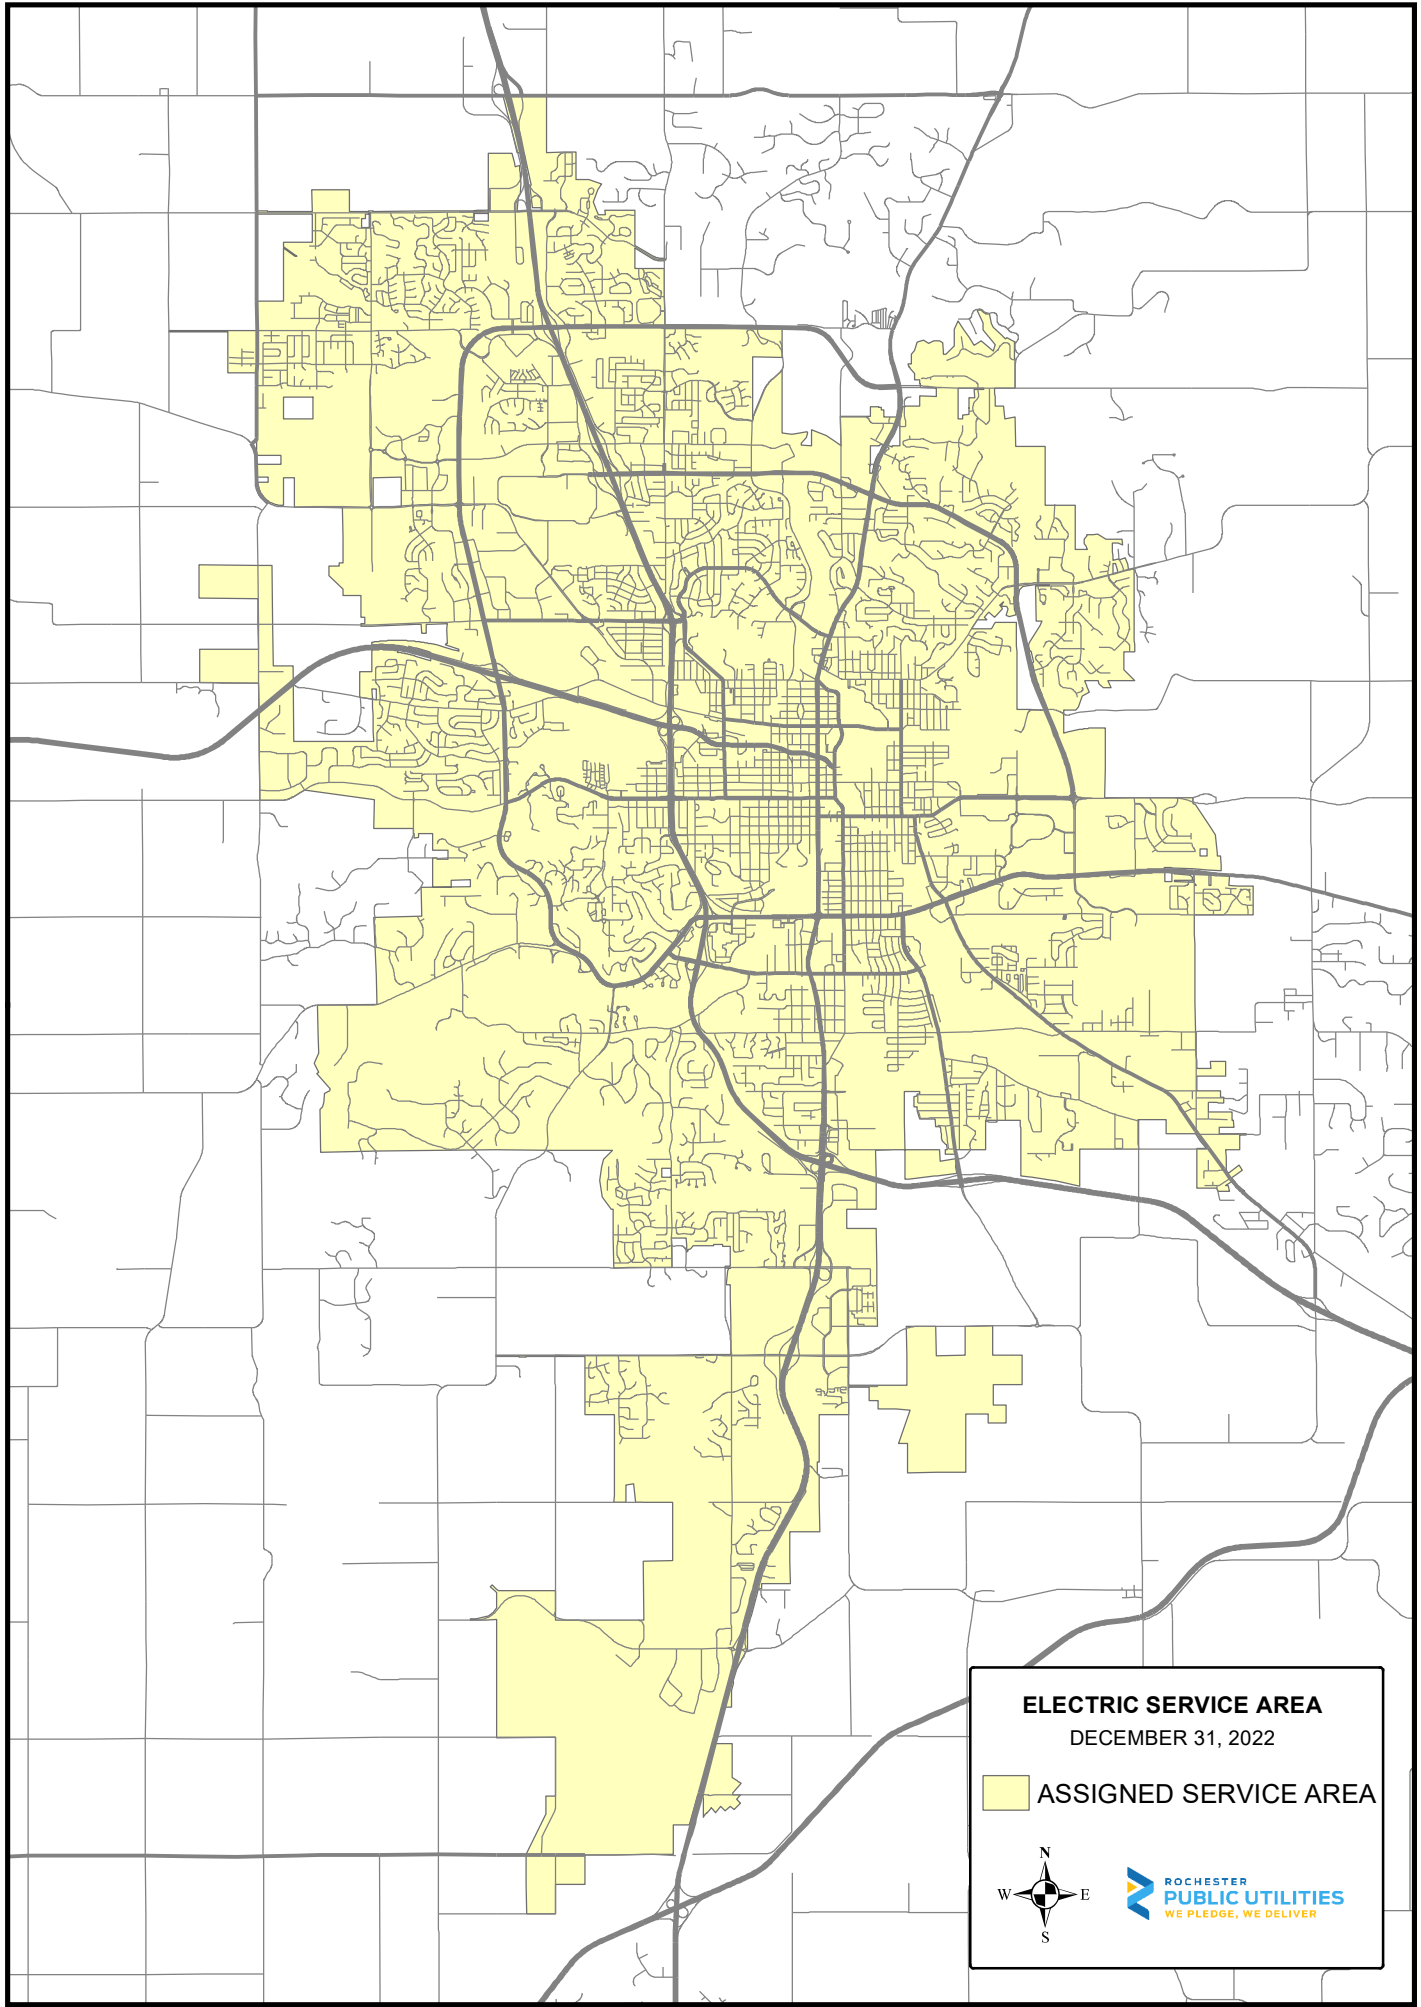 ELECTRIC SERVICE AREA
DECEMBER 31, 2022
ASSIGNED SERVICE AREA
N
W E
S
ROCHESTER
PUBLIC UTILITIES
WE PLEDGE, WE DELIVER